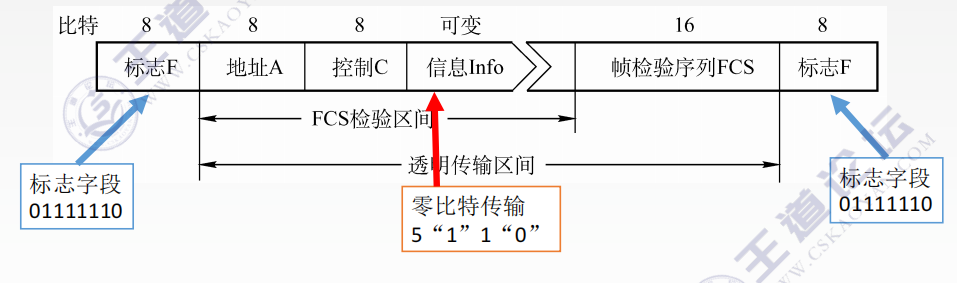 比特 8 8 8 可变 16 8
标志F 地址A 控制C 信息Info 帧检验序列FCS 标志F
FCS检验区间
透明传输区间
标志字段
01111110
零比特传输
5“1”1“0”
标志字段
01111110
王道论坛
WWW.CSKAOYAN.COM